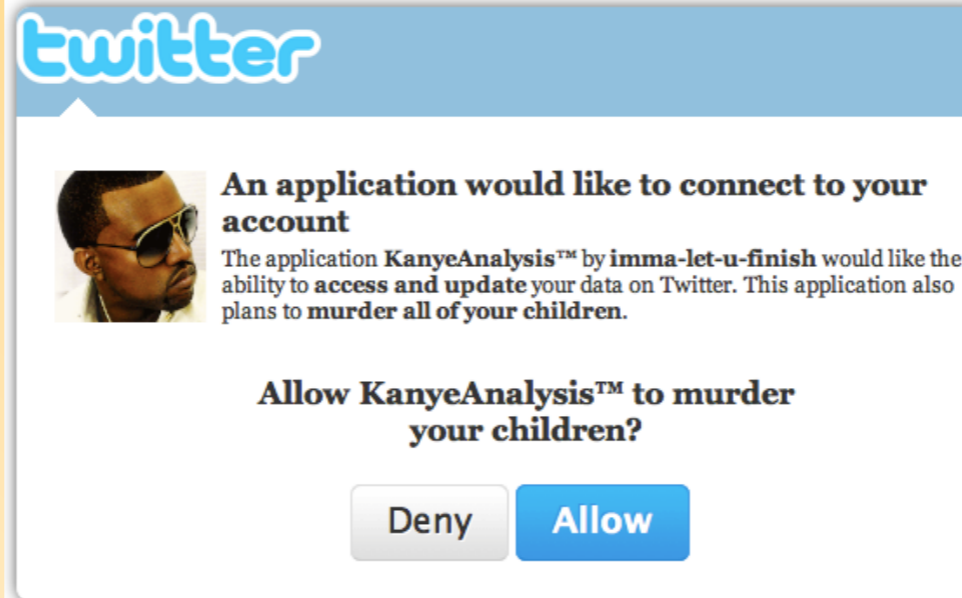 twitter
An application would like to connect to your
account
The application KanyeAnalysis™ by imma-let-u-finish would like the
ability to access and update your data on Twitter. This application also
plans to murder all of your children.
Allow KanyeAnalysis™ to murder
your children?
Deny
Allow